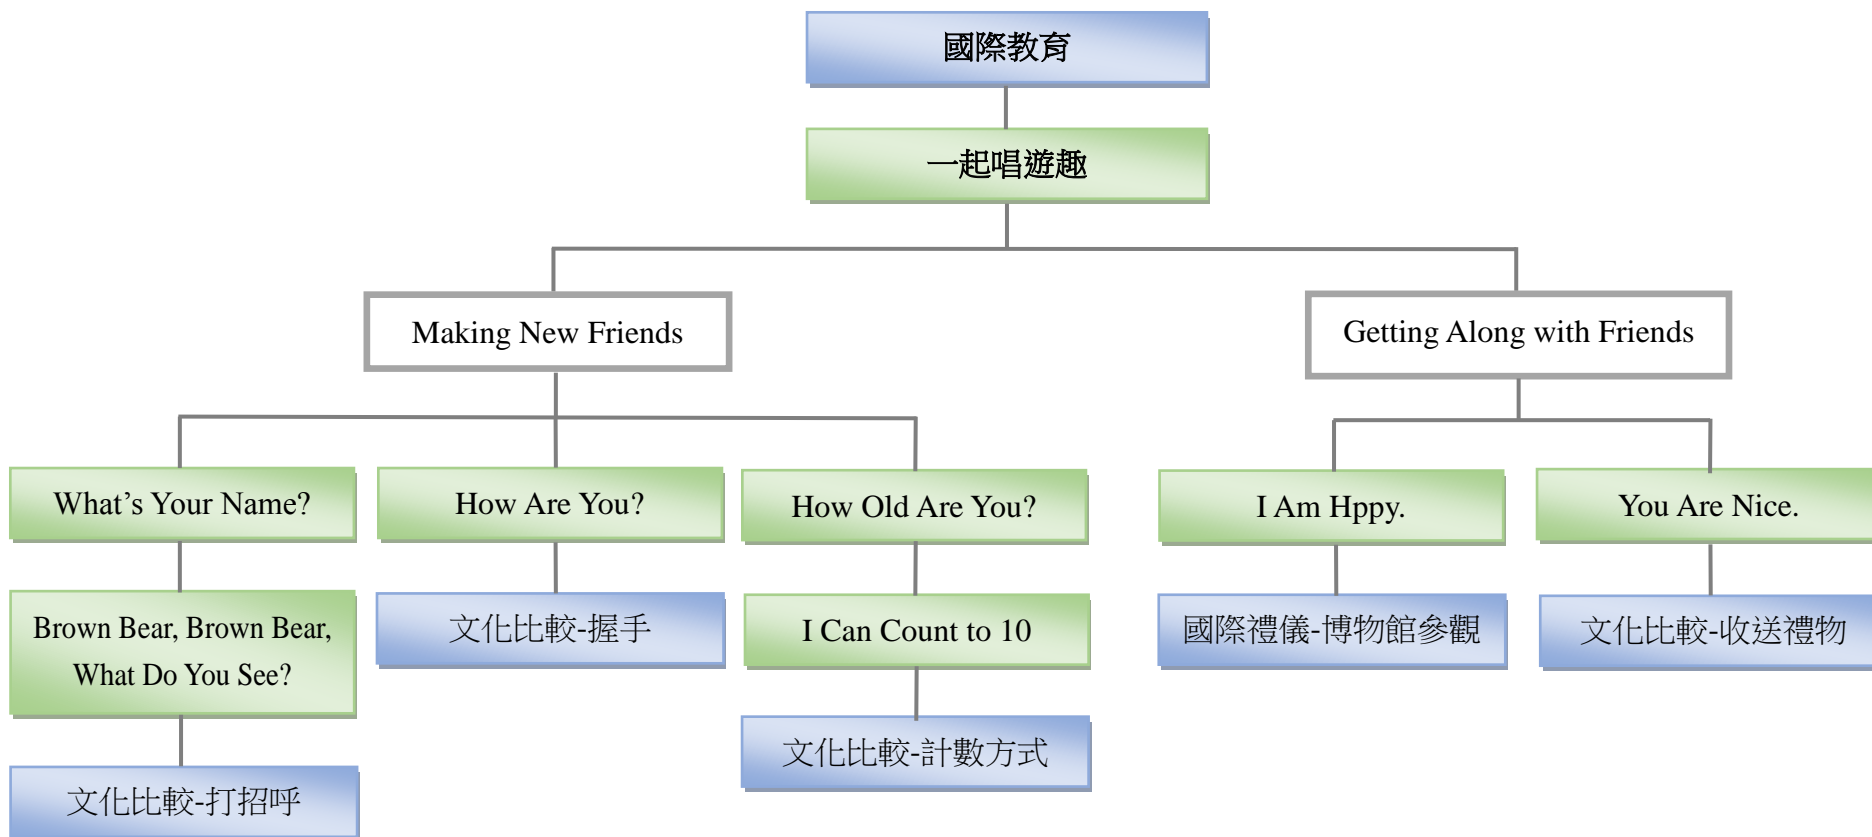 國際教育
一起唱遊趣
Making New Friends
Getting Along with Friends
What’s Your Name?
How Are You?
How Old Are You?
I Am Hppy.
You Are Nice.
Brown Bear, Brown Bear,
What Do You See?
文化比較-握手
I Can Count to 10
國際禮儀-博物館參觀
文化比較-收送禮物
文化比較-打招呼
文化比較-計數方式